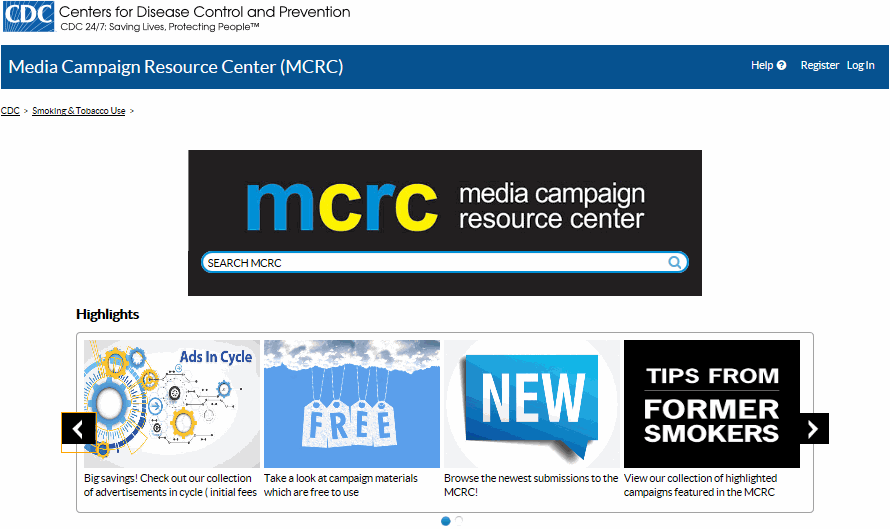 CDC
Centers for Disease Control and Prevention
CDC 24/7: Saving Lives, Protecting People™
Media Campaign Resource Center (MCRC)
Help ?
Register
Log In
CDC > Smoking & Tobacco Use >
mcrc media campaign
resource center
SEARCH MCRC
Highlights
Ads In Cycle
FREE
NEW
TIPS FROM
FORMER
SMOKERS
Big savings! Check out our collection
of advertisements in cycle ( initial fees
Take a look at campaign materials
which are free to use
Browse the newest submissions to the
MCRC!
View our collection of highlighted
campaigns featured in the MCRC